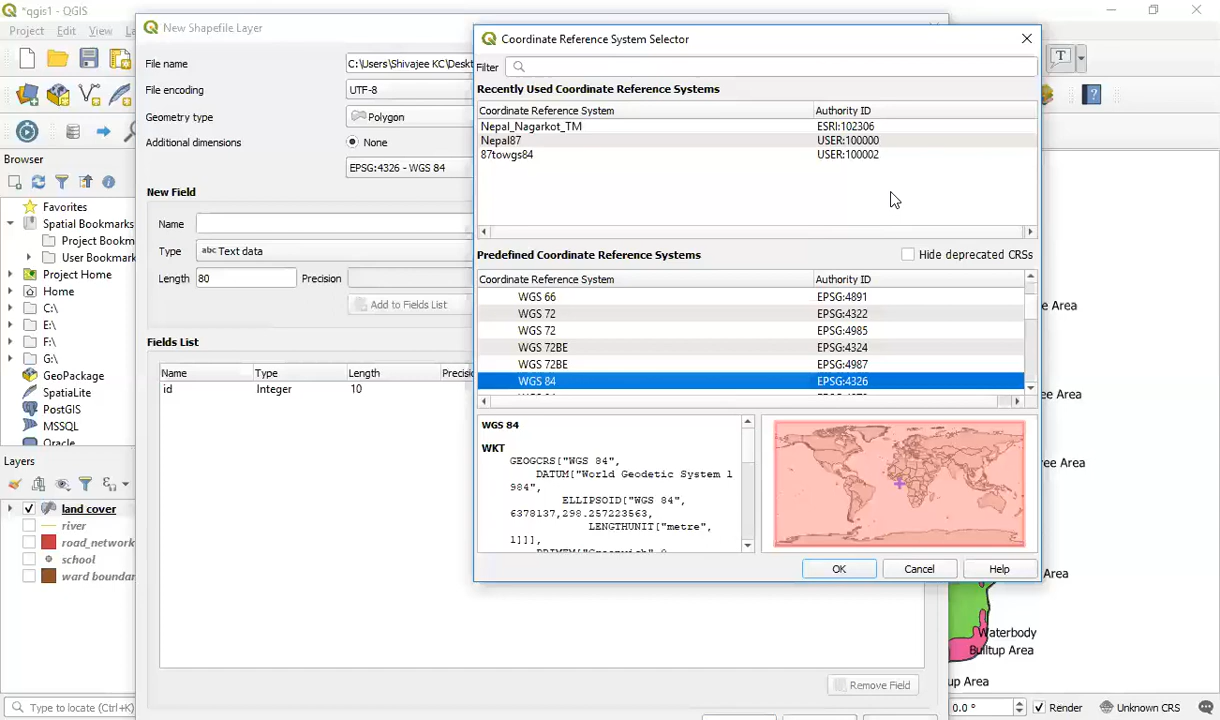 *qgis1 — QGIS
Project Edit View
New Shapefile Layer
File name C:\Users\Shivajee KC\Deskt
File encoding UTF-8
Geometry type Polygon
Additional dimensions None
EPSG:4326 - WGS 84
New Field
Name
Type abc Text data
Length 80 Precision
Add to Fields List
Fields List
Name Type Length Precisio
id Integer 10
Remove Field
Coordinate Reference System Selector
Filter
Recently Used Coordinate Reference Systems
Coordinate Reference System Authority ID
Nepal_Nagarkot_TM ESRI:102306
Nepal87 USER:100000
87towgs84 USER:100002
Predefined Coordinate Reference Systems Hide deprecated CRSs
Coordinate Reference System Authority ID
WGS 66 EPSG:4891
WGS 72 EPSG:4322
WGS 72 EPSG:4985
WGS 72BE EPSG:4324
WGS 72BE EPSG:4987
WGS 84 EPSG:4326
WGS 84
WKT
GEOGCRS["WGS 84",
DATUM["World Geodetic System 1
984",
ELLIPSOID["WGS 84",
6378137,298.257223563,
LENGTHUNIT["metre",
1]]],
OK Cancel Help
Browser
Favorites
Spatial Bookmarks
Project Bookm
User Bookmark
Project Home
Home
C:\
E:\
F:\
G:\
GeoPackage
SpatiaLite
PostGIS
MSSQL
Oracle
Layers
land cover
river
road_network
school
ward boundar
T
?
e Area
ee Area
ee Area
Area
Waterbody
Builtup Area
up Area
Type to locate (Ctrl+K) 0.0 ° Render Unknown CRS